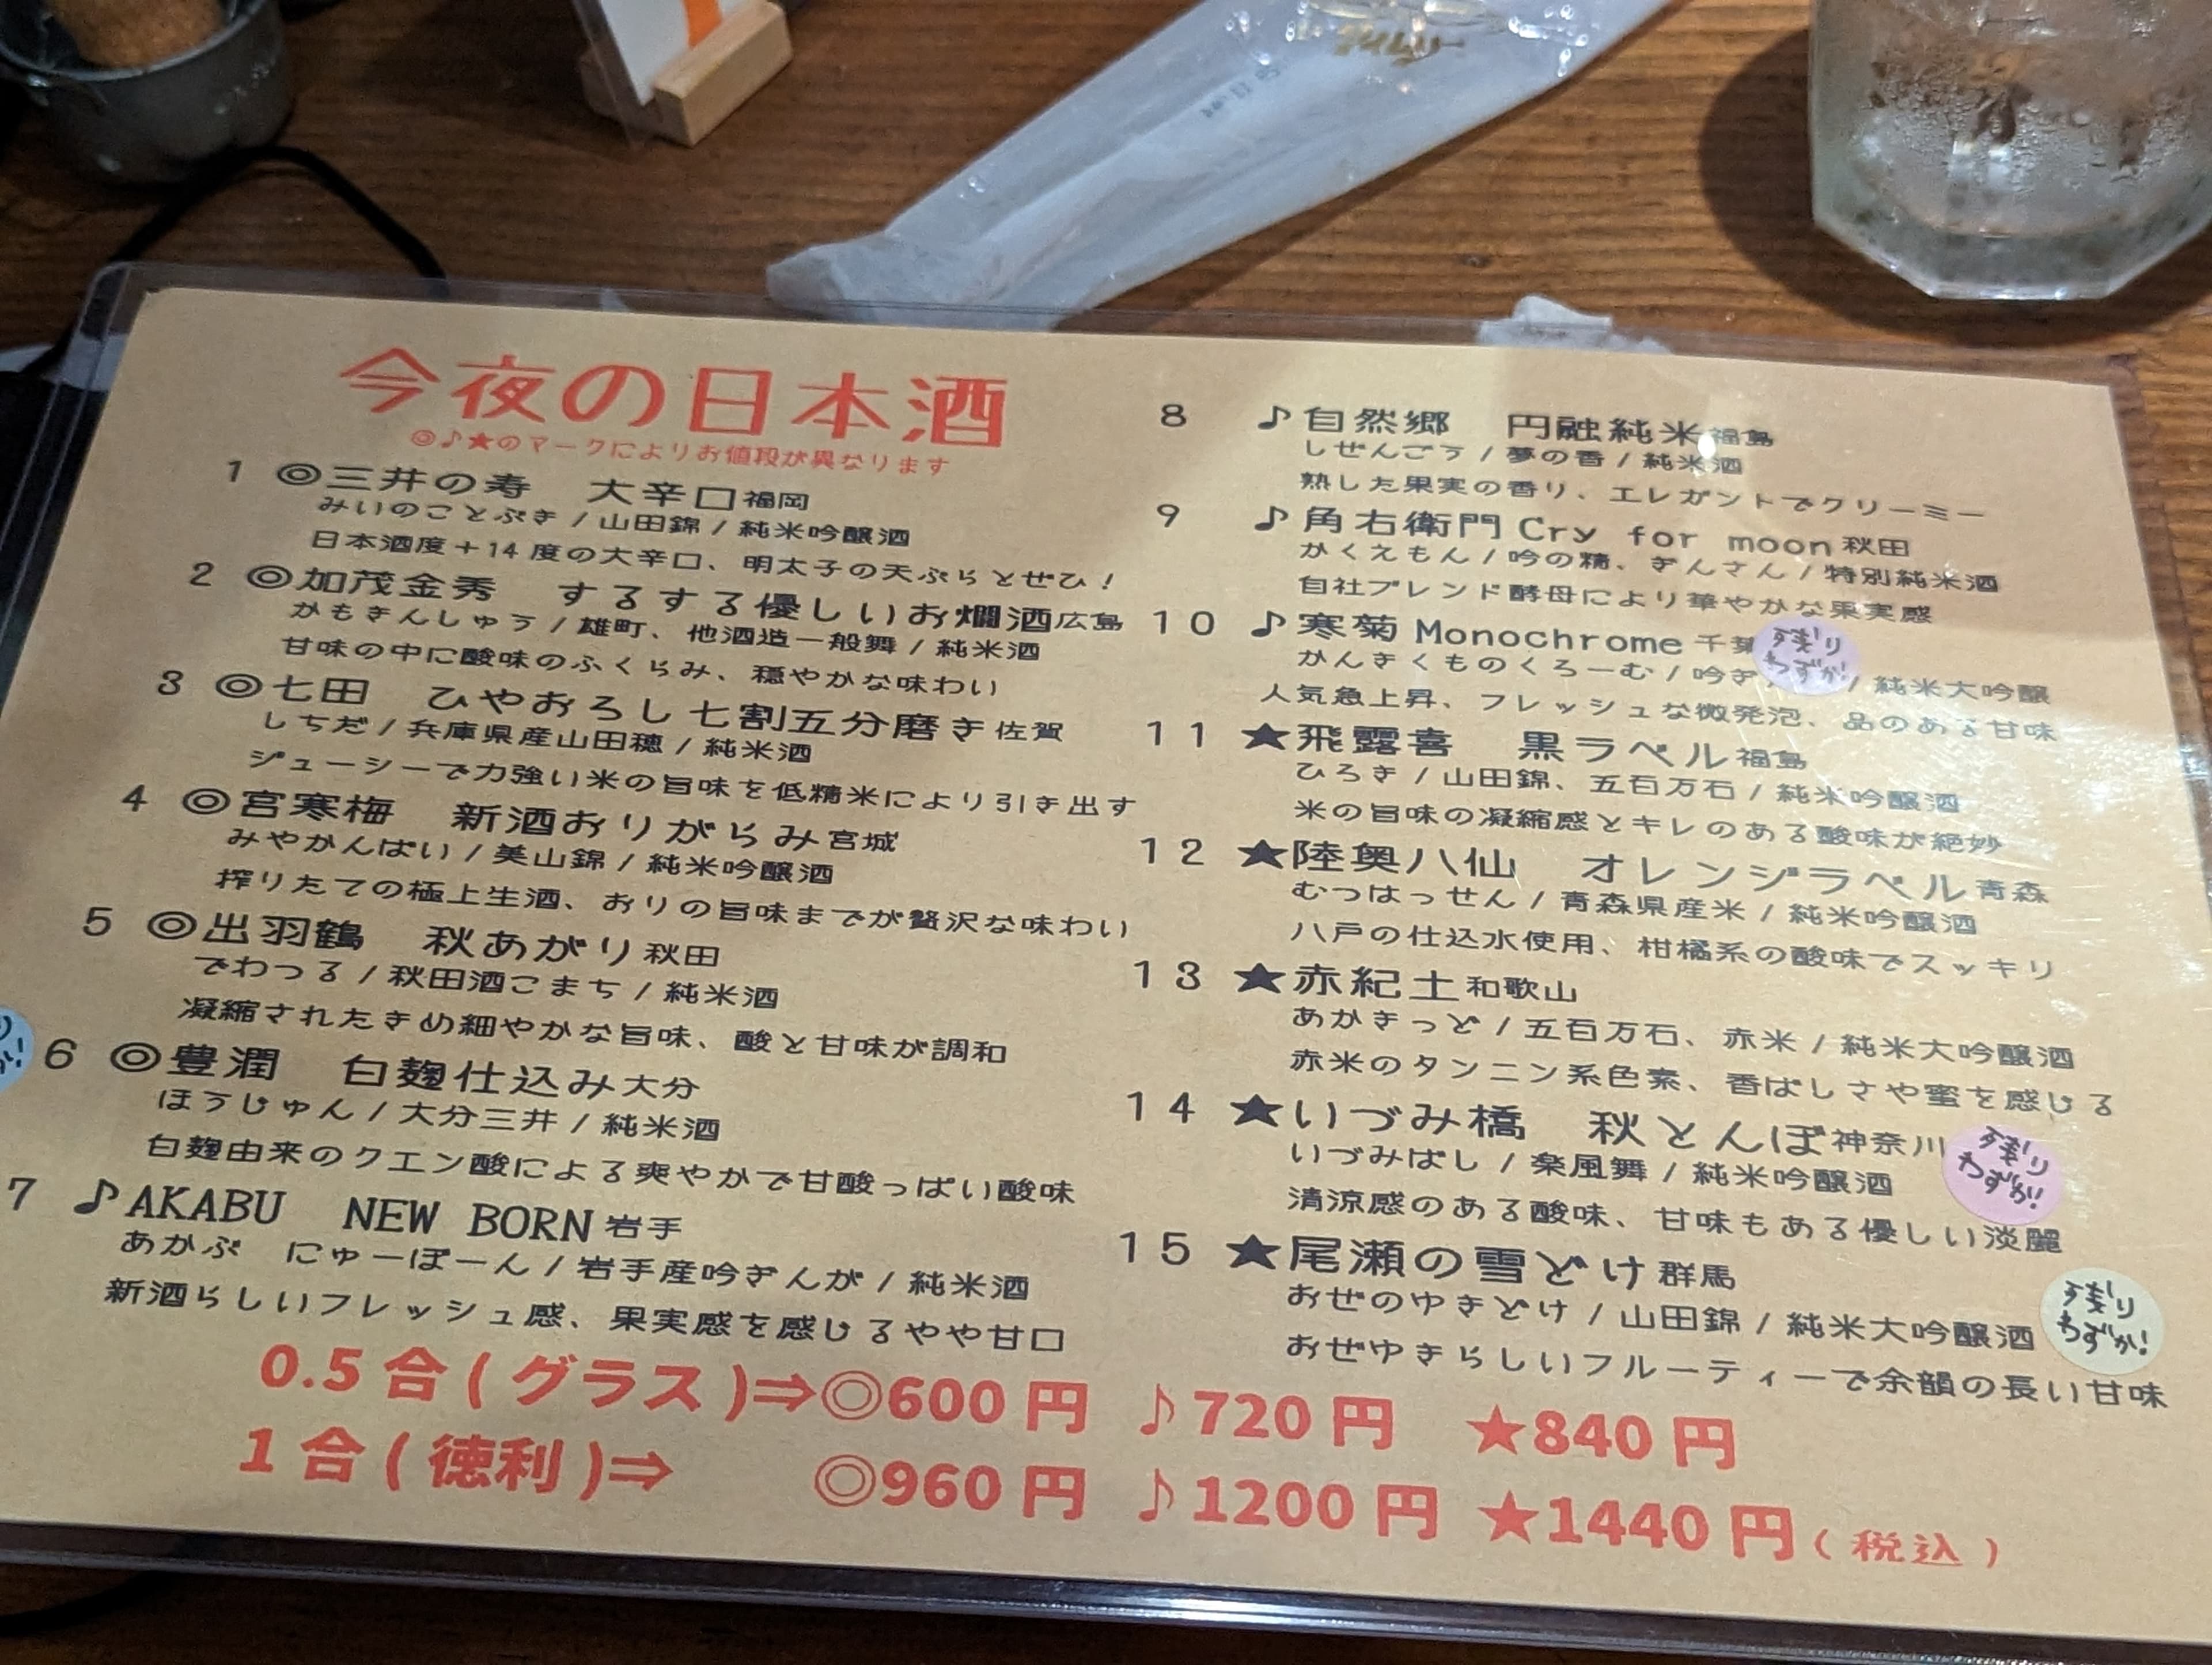 今夜の日本酒
◎♪★のマークによりお値段が異なります
1 ◎三井の寿 大辛口福岡
みいのことぶき/山田錦/純米吟醸酒
日本酒度+14度の大辛口、明太子の天ぷらとぜひ!
2 ◎加茂金秀 するする優しいお燗酒広島
かもきんしゅう/雄町、他酒造一般舞/純米酒
甘味の中に酸味のふくらみ、穏やかな味わい
3 ◎七田 ひやおろし七割五分磨き佐賀
しちだ/兵庫県産山田穂/純米酒
ジューシーで力強い米の旨味を低精米により引き出す
4 ◎宮寒梅 新酒おりがらみ宮城
みやかんばい/美山錦/純米吟醸酒
搾りたての極上生酒、おりの旨味までが贅沢な味わい
5 ◎出羽鶴 秋あがり秋田
でわつる/秋田酒こまち/純米酒
凝縮されたきめ細やかな旨味、酸と甘味が調和
6 ◎豊潤 白麹仕込み大分
ほうじゅん/大分三井/純米酒
白麹由来のクエン酸による爽やかで甘酸っぱい酸味
7 ♪AKABU NEW BORN岩手
あかぶ にゅーぼーん/岩手産吟ぎんが/純米酒
新酒らしいフレッシュ感、果実感を感じるやや甘口
8 ♪自然郷 円融純米福島
しぜんごう/夢の香/純米酒
熟した果実の香り、エレガントでクリーミー
9 ♪角右衛門Cry for moon秋田
かくえもん/吟の精、ぎんさん/特別純米酒
自社ブレンド酵母により華やかな果実感
10 ♪寒菊Monochrome千葉
残り
わずか!
かんきくものくろーむ/吟ぎ / 純米大吟醸
人気急上昇、フレッシュな微発泡、品のある甘味
11 ★飛露喜 黒ラベル福島
ひろき/山田錦、五百万石/純米吟醸酒
米の旨味の凝縮感とキレのある酸味が絶妙
12 ★陸奥八仙 オレンジラベル青森
むつはっせん/青森県産米/純米吟醸酒
八戸の仕込水使用、柑橘系の酸味でスッキリ
13 ★赤紀土和歌山
あかきっど/五百万石、赤米/純米大吟醸酒
赤米のタンニン系色素、香ばしさや蜜を感じる
14 ★いづみ橋 秋とんぼ神奈川
残り
わずか!
いづみばし/楽風舞/純米吟醸酒
清涼感のある酸味、甘味もある優しい淡麗
15 ★尾瀬の雪どけ群馬
残り
わずか!
おぜのゆきどけ/山田錦/純米大吟醸酒
おぜゆきらしいフルーティーで余韻の長い甘味
0.5合(グラス)⇒◎600円 ♪720円 ★840円
1合(徳利)⇒ ◎960円 ♪1200円 ★1440円(税込)